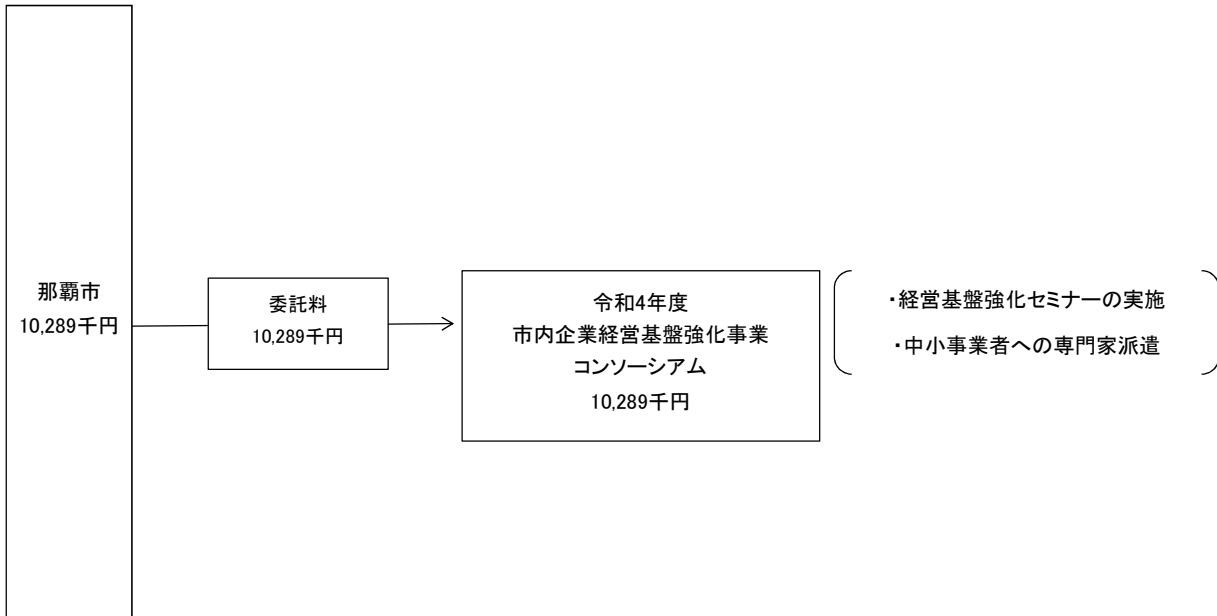 那覇市
10,289千円
委託料
10,289千円
令和4年度
市内企業経営基盤強化事業
コンソーシアム
10,289千円
・経営基盤強化セミナーの実施
・中小事業者への専門家派遣